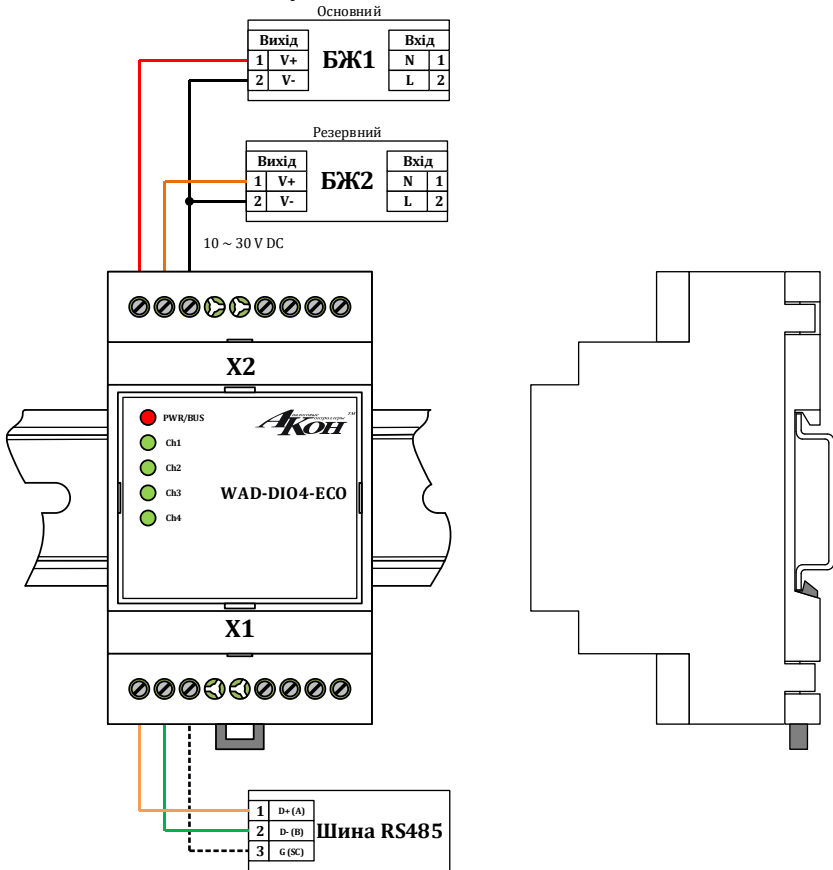 Основний
Вихід
1 V+
2 V-
БЖ1
Вхід
N 1
L 2
Резервний
Вихід
1 V+
2 V-
БЖ2
Вхід
N 1
L 2
10 ~ 30 V DC
X2
PWR/BUS
АКОН ™
Ch1
Ch2
Ch3
Ch4
WAD-DIO4-ECO
X1
1 D+ (A)
2 D- (B)
3 G (SC)
Шина RS485